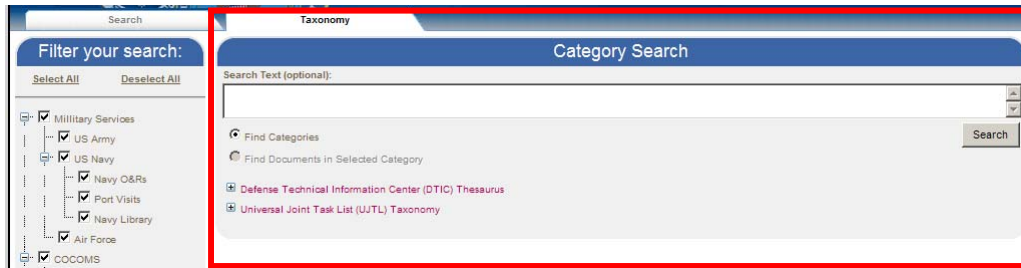 Search
Taxonomy
Filter your search:
Select All Deselect All
Millitary Services
US Army
US Navy
Navy O&Rs
Port Visits
Navy Library
Air Force
COCOMS
Category Search
Search Text (optional):
Find Categories
Search
Find Documents in Selected Category
Defense Technical Information Center (DTIC) Thesaurus
Universal Joint Task List (UJTL) Taxonomy